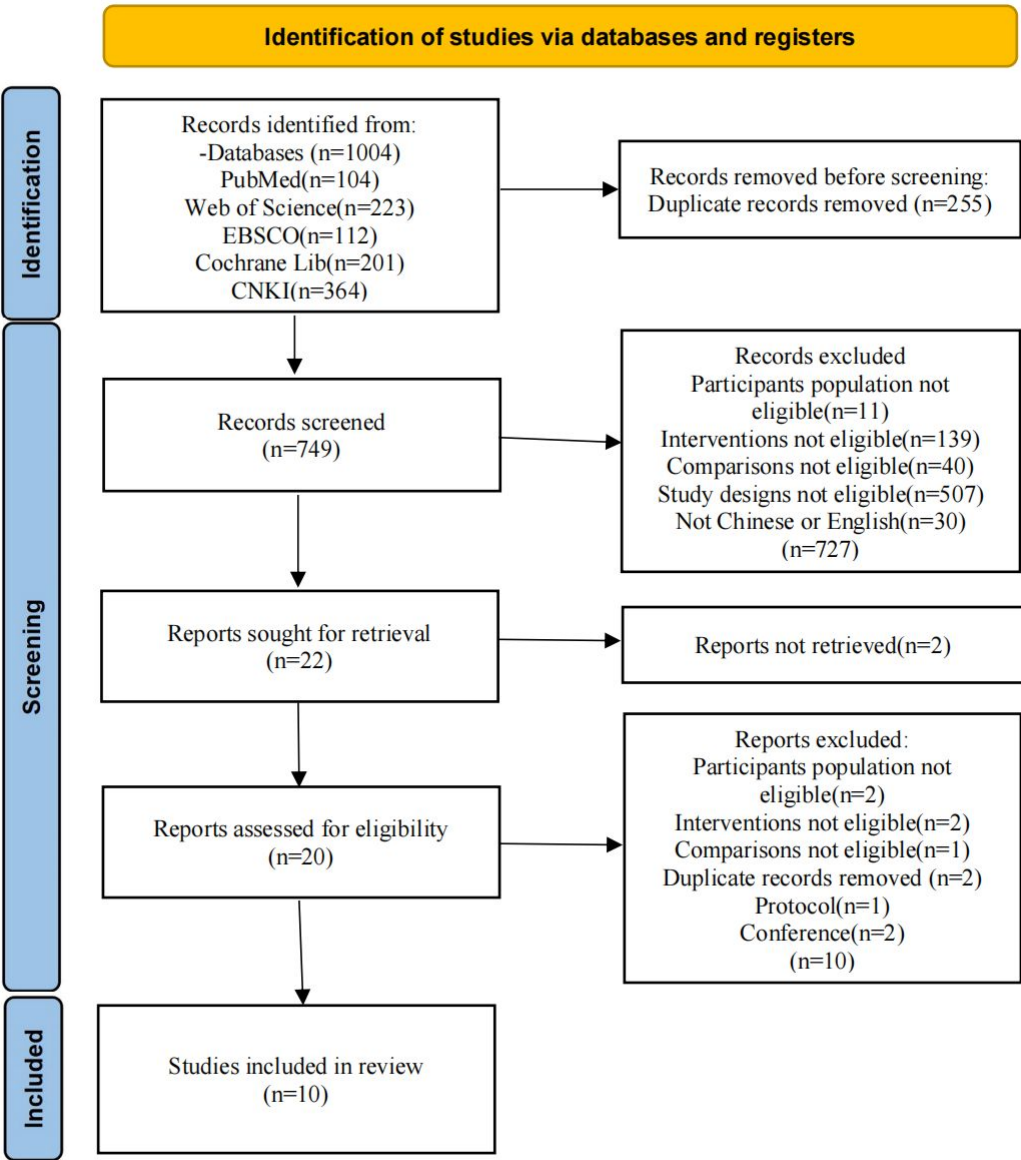 Identification of studies via databases and registers
Identification
Records identified from:
-Databases (n=1004)
PubMed(n=104)
Web of Science(n=223)
EBSCO(n=112)
Cochrane Lib(n=201)
CNKI(n=364)
Records removed before screening:
Duplicate records removed (n=255)
Screening
Records screened
(n=749)
Records excluded
Participants population not
eligible(n=11)
Interventions not eligible(n=139)
Comparisons not eligible(n=40)
Study designs not eligible(n=507)
Not Chinese or English(n=30)
(n=727)
Reports sought for retrieval
(n=22)
Reports not retrieved(n=2)
Reports assessed for eligibility
(n=20)
Reports excluded:
Participants population not
eligible(n=2)
Interventions not eligible(n=2)
Comparisons not eligible(n=1)
Duplicate records removed (n=2)
Protocol(n=1)
Conference(n=2)
(n=10)
Included
Studies included in review
(n=10)